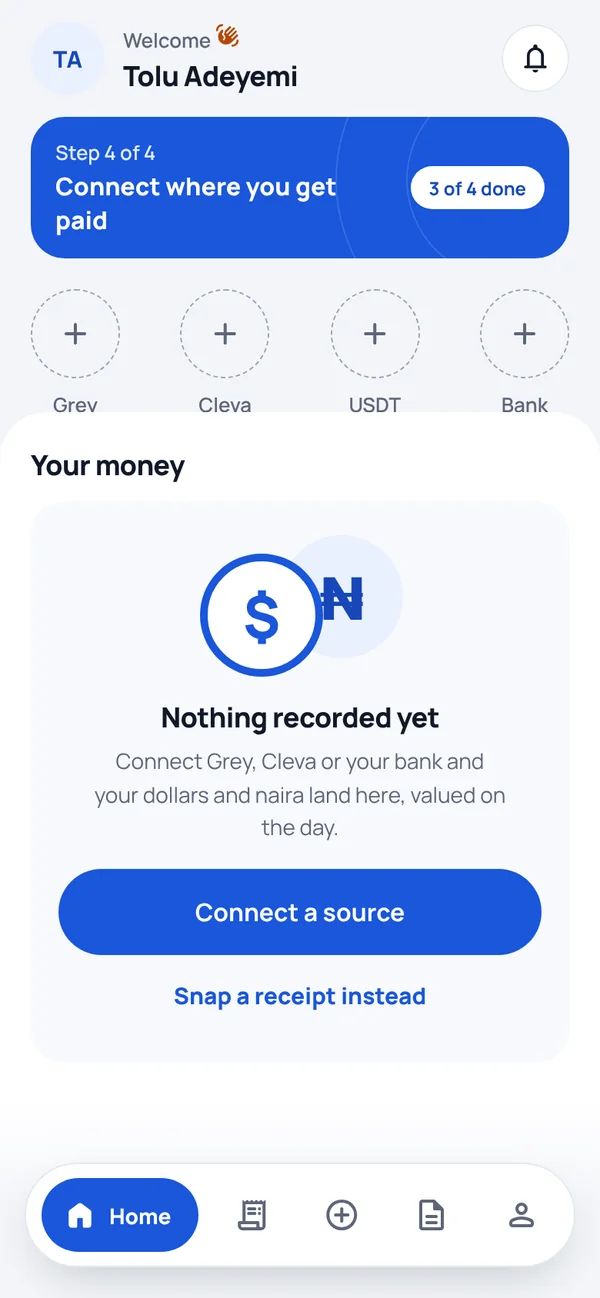 TA
Welcome 👋
Tolu Adeyemi
Step 4 of 4
Connect where you get
paid
3 of 4 done
Grey
Cleva
USDT
Bank
Your money
$
₦
Nothing recorded yet
Connect Grey, Cleva or your bank and
your dollars and naira land here, valued on
the day.
Connect a source
Snap a receipt instead
Home